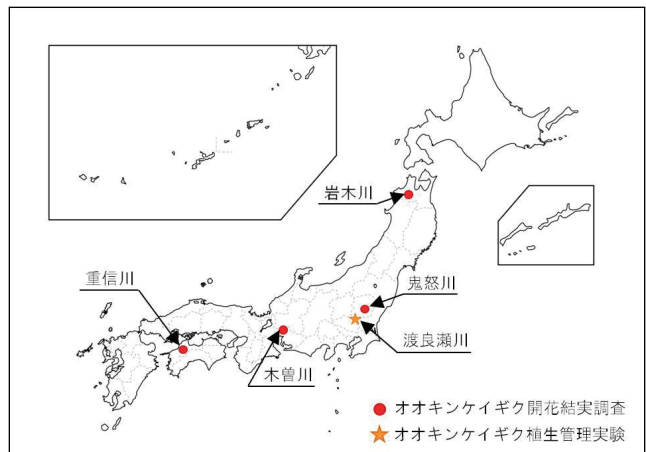 岩木川
重信川
鬼怒川
渡良瀬川
木曽川
オオキンケイギク開花結実調査
オオキンケイギク植生管理実験